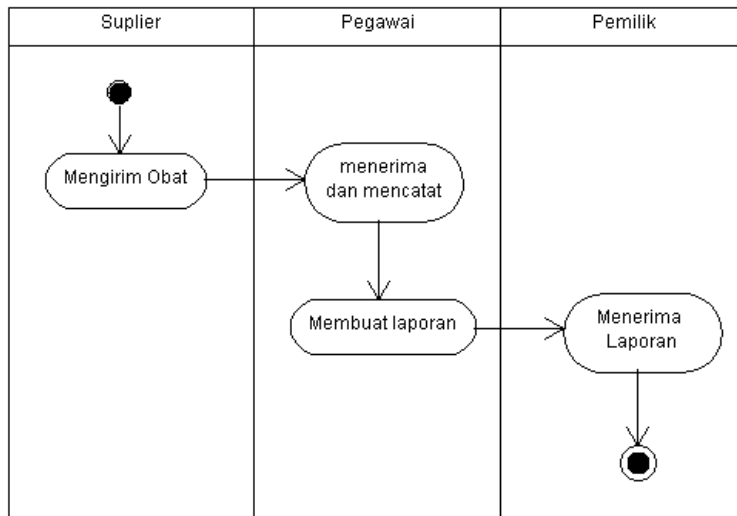 Suplier
Pegawai
Pemilik
Mengirim Obat
menerima
dan mencatat
Membuat laporan
Menerima
Laporan